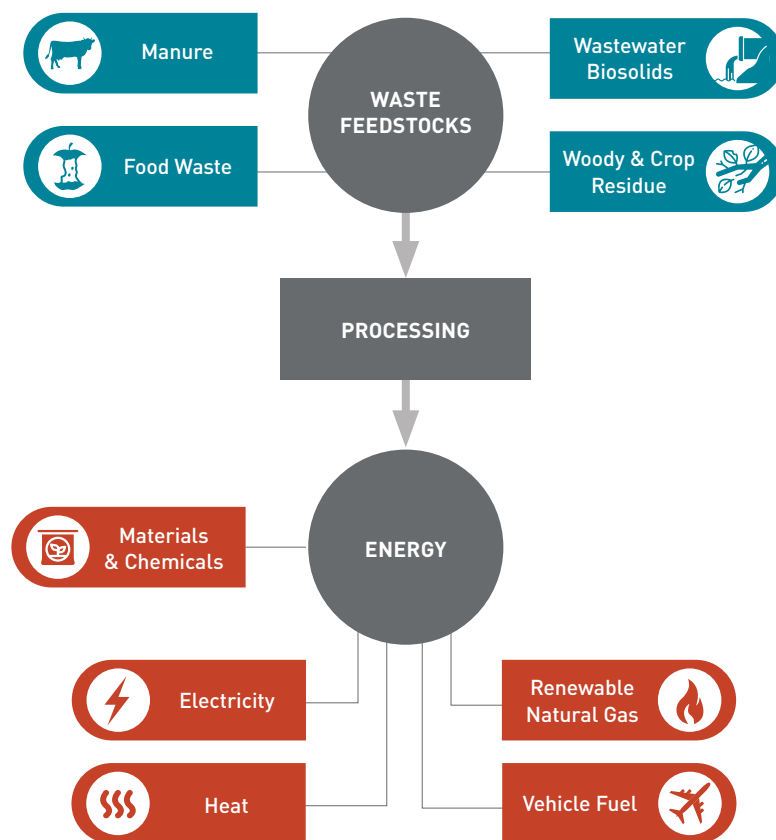 Manure
WASTE
FEEDSTOCKS
Wastewater
Biosolids
Food Waste
Woody & Crop
Residue
PROCESSING
Materials
& Chemicals
ENERGY
Electricity
Renewable
Natural Gas
Heat
Vehicle Fuel